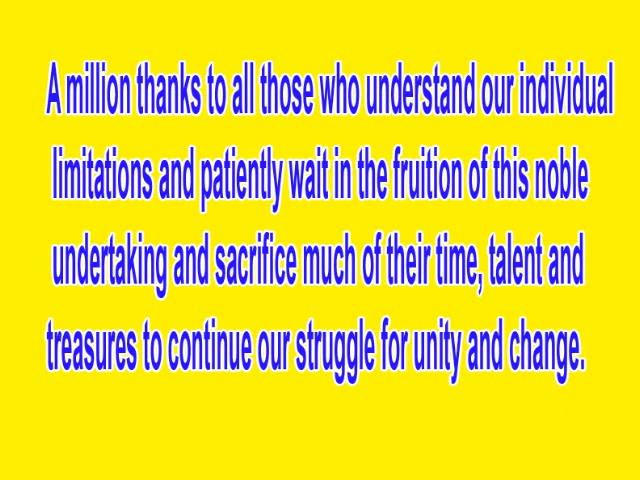 A million thanks to all those who understand our individual
limitations and patiently wait in the fruition of this noble
undertaking and sacrifice much of their time, talent and
treasures to continue our struggle for unity and change.